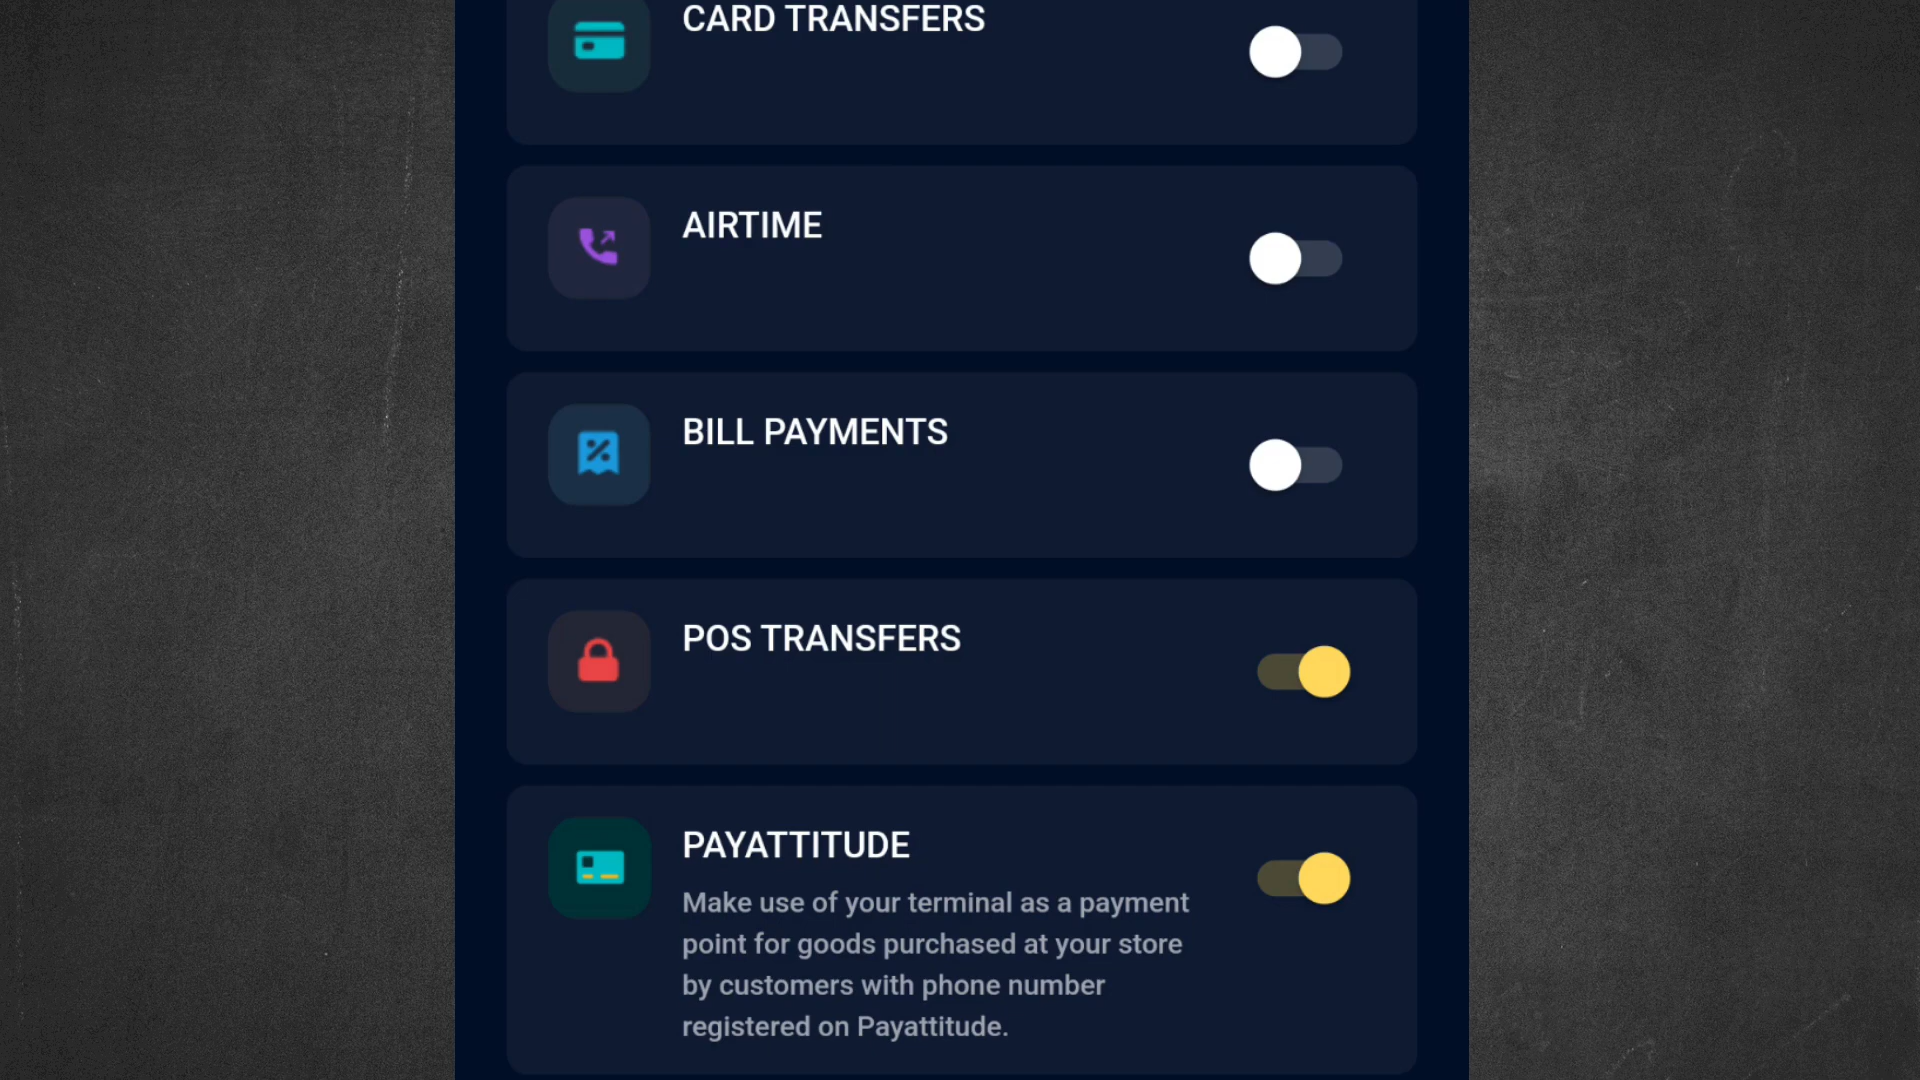 CARD TRANSFERS
AIRTIME
BILL PAYMENTS
POS TRANSFERS
PAYATTITUDE
Make use of your terminal as a payment
point for goods purchased at your store
by customers with phone number
registered on Payattitude.